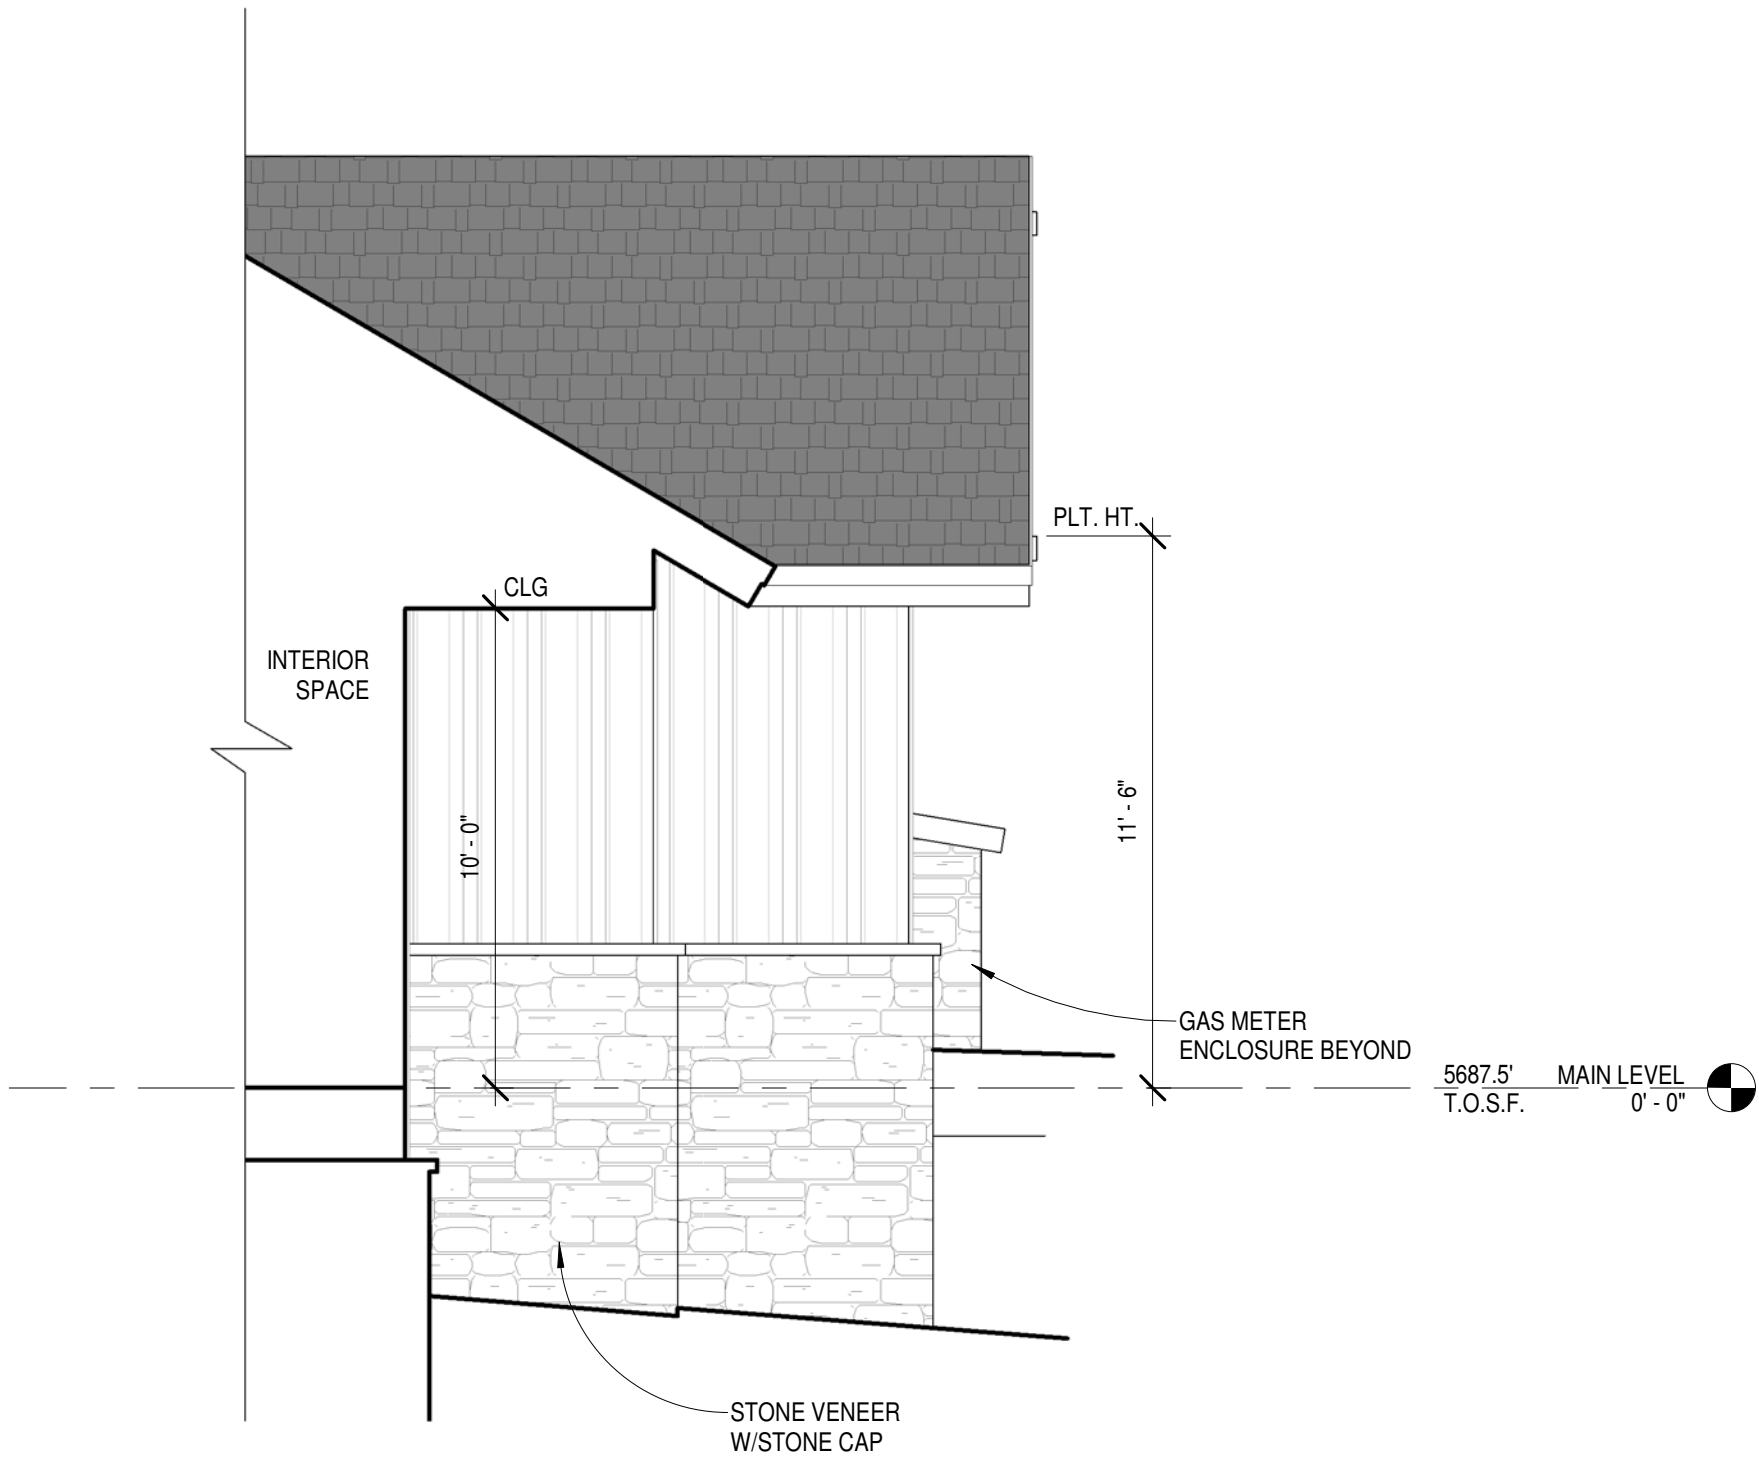 PLT. HT.
CLG
INTERIOR
SPACE
11' - 6"
10' - 0"
GAS METER
ENCLOSURE BEYOND
5687.5' MAIN LEVEL
T.O.S.F. 0' - 0"
STONE VENEER
W/STONE CAP